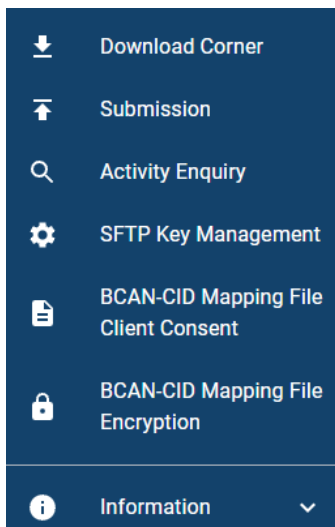 Download Corner
Submission
Activity Enquiry
SFTP Key Management
BCAN-CID Mapping File
Client Consent
BCAN-CID Mapping File
Encryption
Information